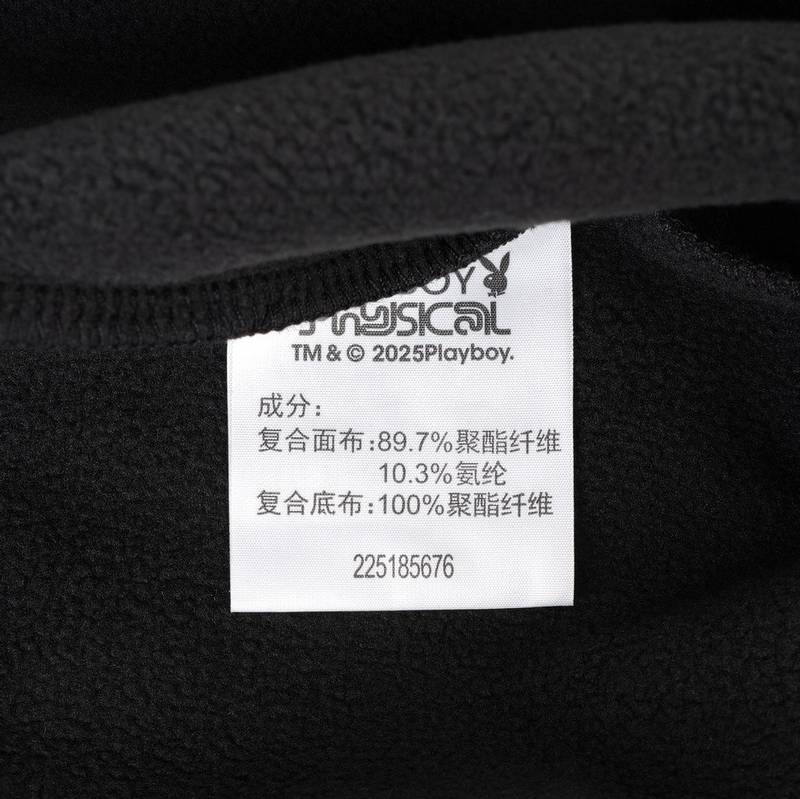 PHYSICAL
TM & © 2025Playboy.
成分：
复合面布:89.7%聚酯纤维
10.3%氨纶
复合底布:100%聚酯纤维
225185676